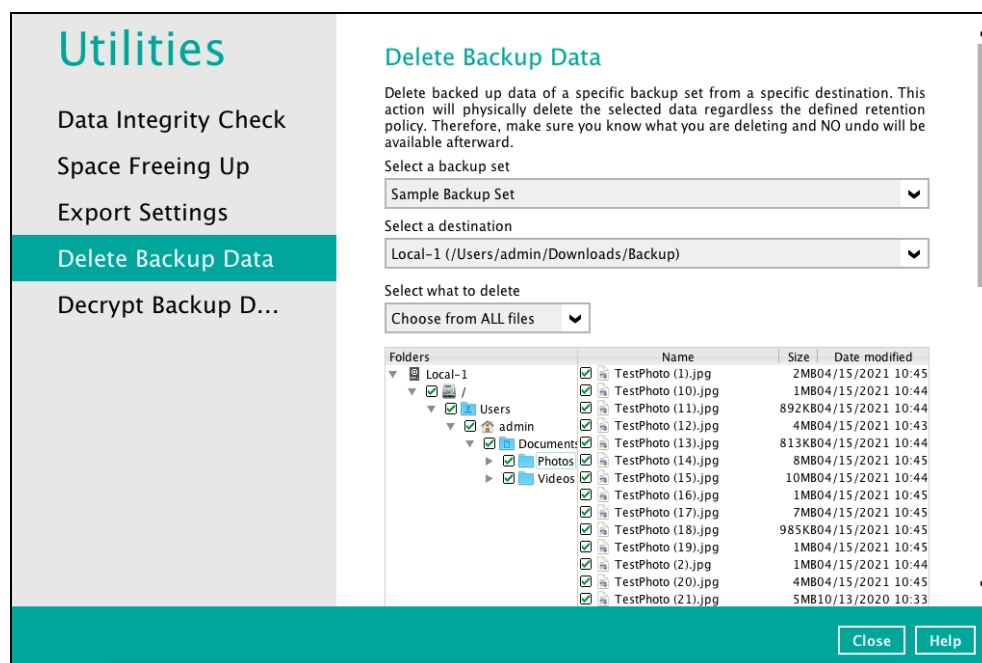 Utilities
Data Integrity Check
Space Freeing Up
Export Settings
Delete Backup Data
Decrypt Backup D...
Delete Backup Data
Delete backed up data of a specific backup set from a specific destination. This
action will physically delete the selected data regardless the defined retention
policy. Therefore, make sure you know what you are deleting and NO undo will be
available afterward.
Select a backup set
Sample Backup Set
Select a destination
Local-1 (/Users/admin/Downloads/Backup)
Select what to delete
Choose from ALL files
Folders
Local-1
/
Users
admin
Documents
Photos
Videos
Name Size Date modified
TestPhoto (1).jpg 2MB 04/15/2021 10:45
TestPhoto (10).jpg 1MB 04/15/2021 10:44
TestPhoto (11).jpg 892KB 04/15/2021 10:44
TestPhoto (12).jpg 4MB 04/15/2021 10:43
TestPhoto (13).jpg 813KB 04/15/2021 10:44
TestPhoto (14).jpg 8MB 04/15/2021 10:45
TestPhoto (15).jpg 10MB 04/15/2021 10:44
TestPhoto (16).jpg 1MB 04/15/2021 10:45
TestPhoto (17).jpg 7MB 04/15/2021 10:45
TestPhoto (18).jpg 985KB 04/15/2021 10:45
TestPhoto (19).jpg 1MB 04/15/2021 10:45
TestPhoto (2).jpg 1MB 04/15/2021 10:44
TestPhoto (20).jpg 4MB 04/15/2021 10:45
TestPhoto (21).jpg 5MB 10/13/2020 10:33
Close
Help